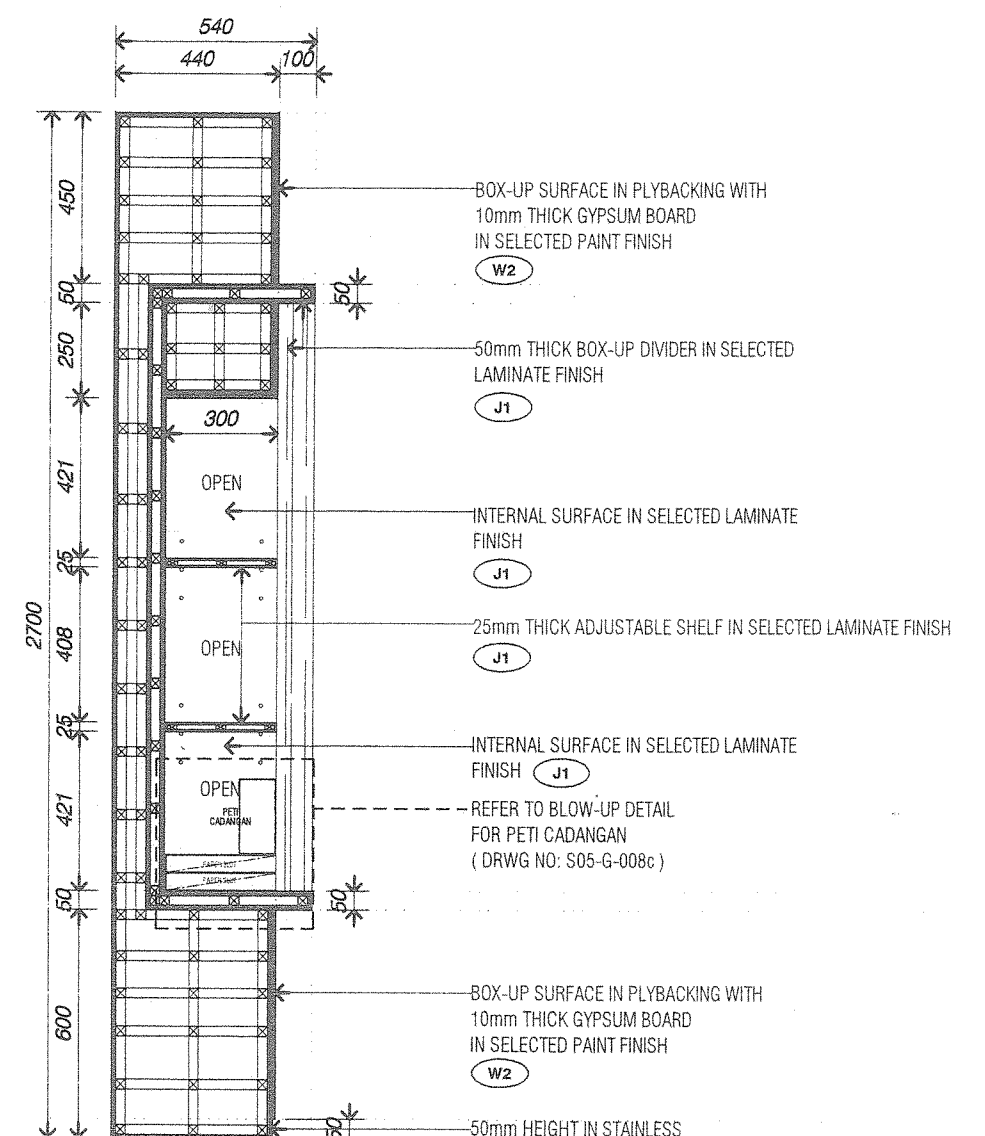 540
440
100
450
BOX-UP SURFACE IN PLYBACKING WITH
10mm THICK GYPSUM BOARD
IN SELECTED PAINT FINISH
W2
50
50
250
50mm THICK BOX-UP DIVIDER IN SELECTED
LAMINATE FINISH
J1
300
421
OPEN
INTERNAL SURFACE IN SELECTED LAMINATE
FINISH
J1
25
2700
408
OPEN
25mm THICK ADJUSTABLE SHELF IN SELECTED LAMINATE FINISH
J1
25
INTERNAL SURFACE IN SELECTED LAMINATE
FINISH J1
421
OPEN
PETI
CADANGAN
REFER TO BLOW-UP DETAIL
FOR PETI CADANGAN
( DRWG NO: S05-G-008c )
50
50
600
BOX-UP SURFACE IN PLYBACKING WITH
10mm THICK GYPSUM BOARD
IN SELECTED PAINT FINISH
W2
50
50mm HEIGHT IN STAINLESS